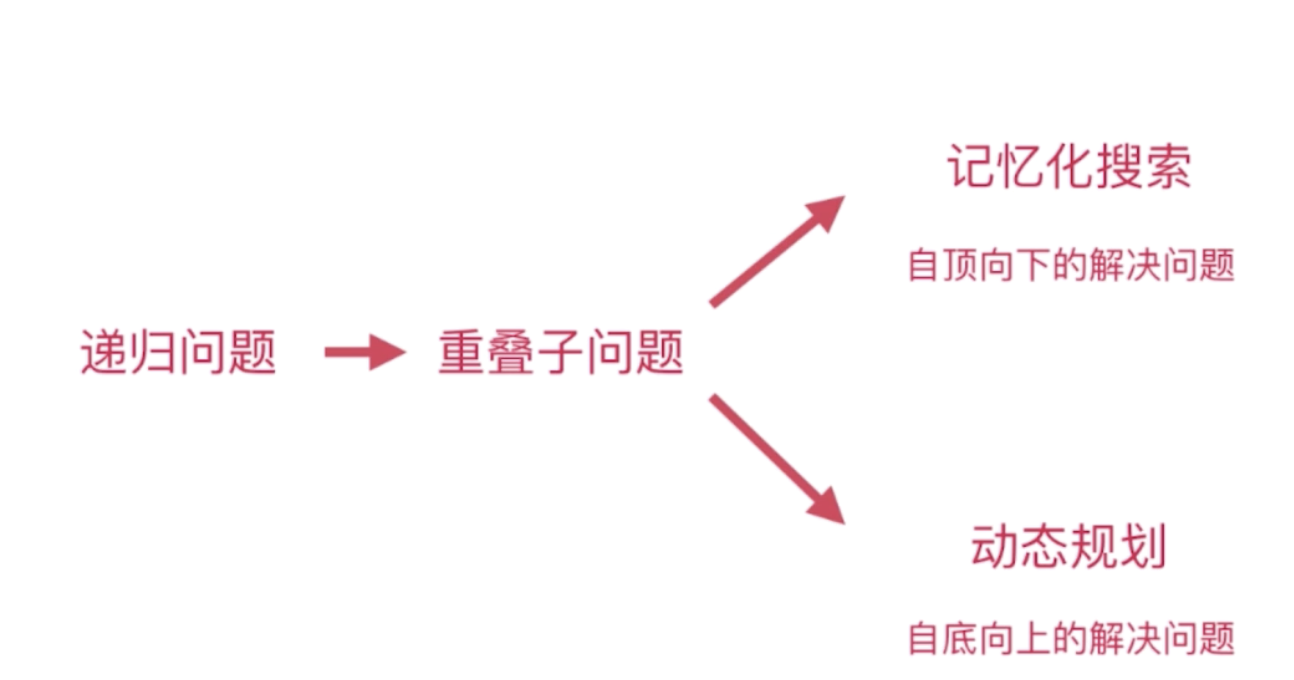 记忆化搜索
自顶向下的解决问题
递归问题
重叠子问题
动态规划
自底向上的解决问题